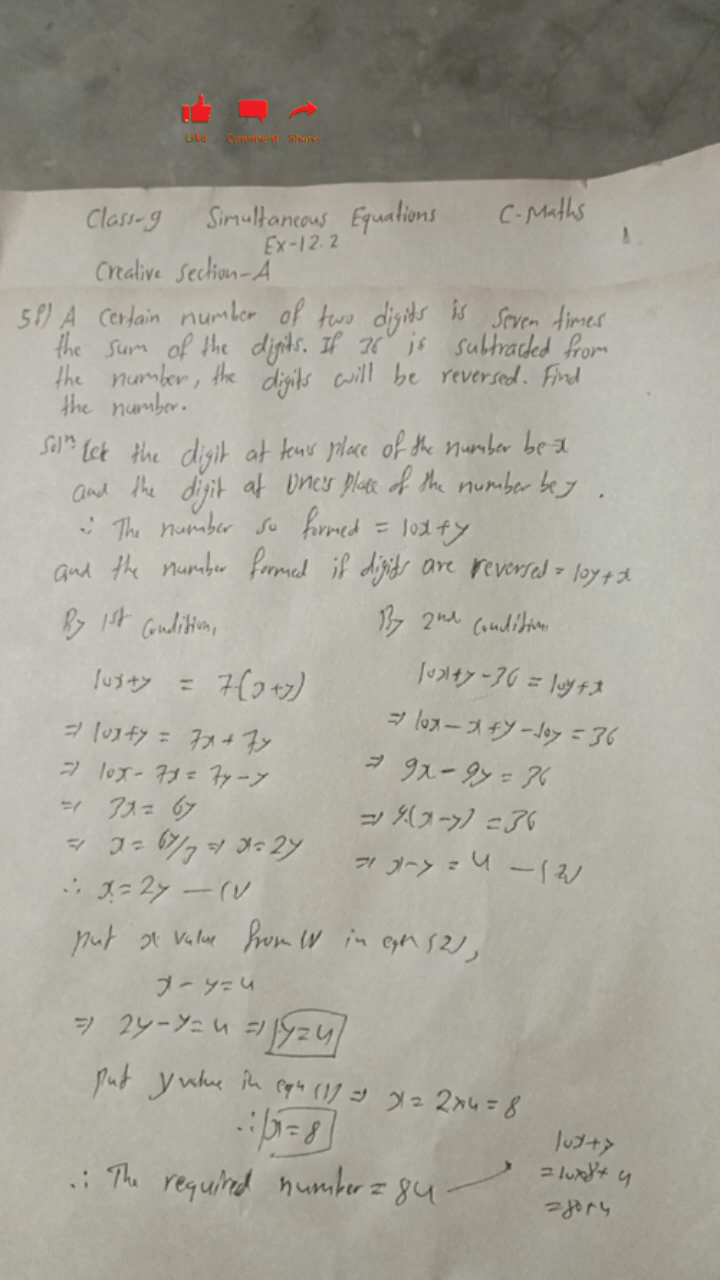 Like Comment Share
Class-9 Simultaneous Equations C-Maths
Ex-12.2
1
Creative Section-A
5f) A certain number of two digits is seven times
the sum of the digits. If 36 is subtracted from
the number, the digits will be reversed. Find
the number.
Solⁿ Let the digit at ten's place of the number be x
and the digit at one's place of the number be y .
∴ The number so formed = 10x+y
and the number formed if digits are reversed = 10y+x
By 1st Condition,
10x+y = 7(x+y)
⇒ 10x+y = 7x+7y
⇒ 10x-7x = 7y-y
⇒ 3x = 6y
⇒ x = 6y/3 ⇒ x=2y
∴ x=2y — (1)
By 2nd Condition
10x+y-36 = 10y+x
⇒ 10x-x+y-10y = 36
⇒ 9x-9y = 36
⇒ 9(x-y) = 36
⇒ x-y = 4 — (2)
put x value from (1) in eqn (2),
x-y=4
⇒ 2y-y=4 ⇒ y=4
put y value in eqn (1) ⇒ x = 2x4 = 8
∴ x=8
∴ The required number = 84
10x+y
=10x8+4
=80+4